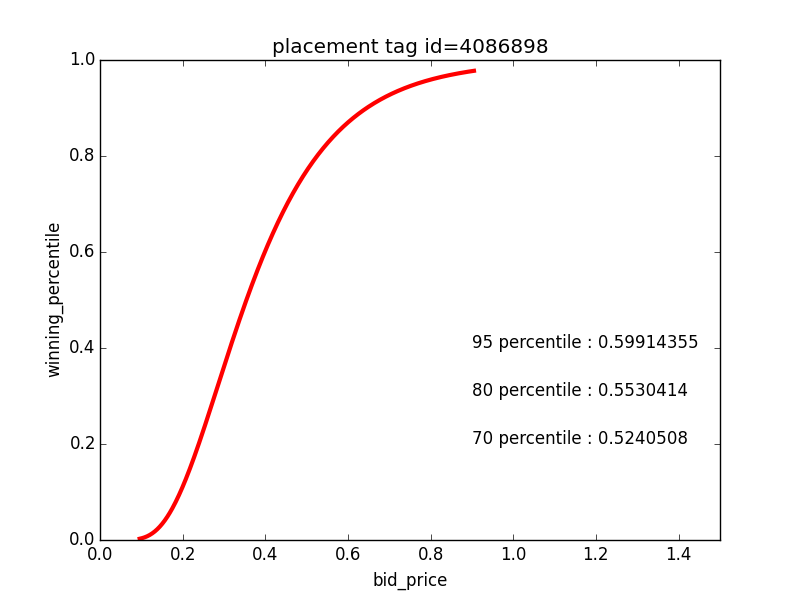 placement tag id=4086898
1.0
0.8
0.6
0.4
0.2
0.0
winning_percentile
95 percentile : 0.59914355
80 percentile : 0.5530414
70 percentile : 0.5240508
0.0 0.2 0.4 0.6 0.8 1.0 1.2 1.4
bid_price